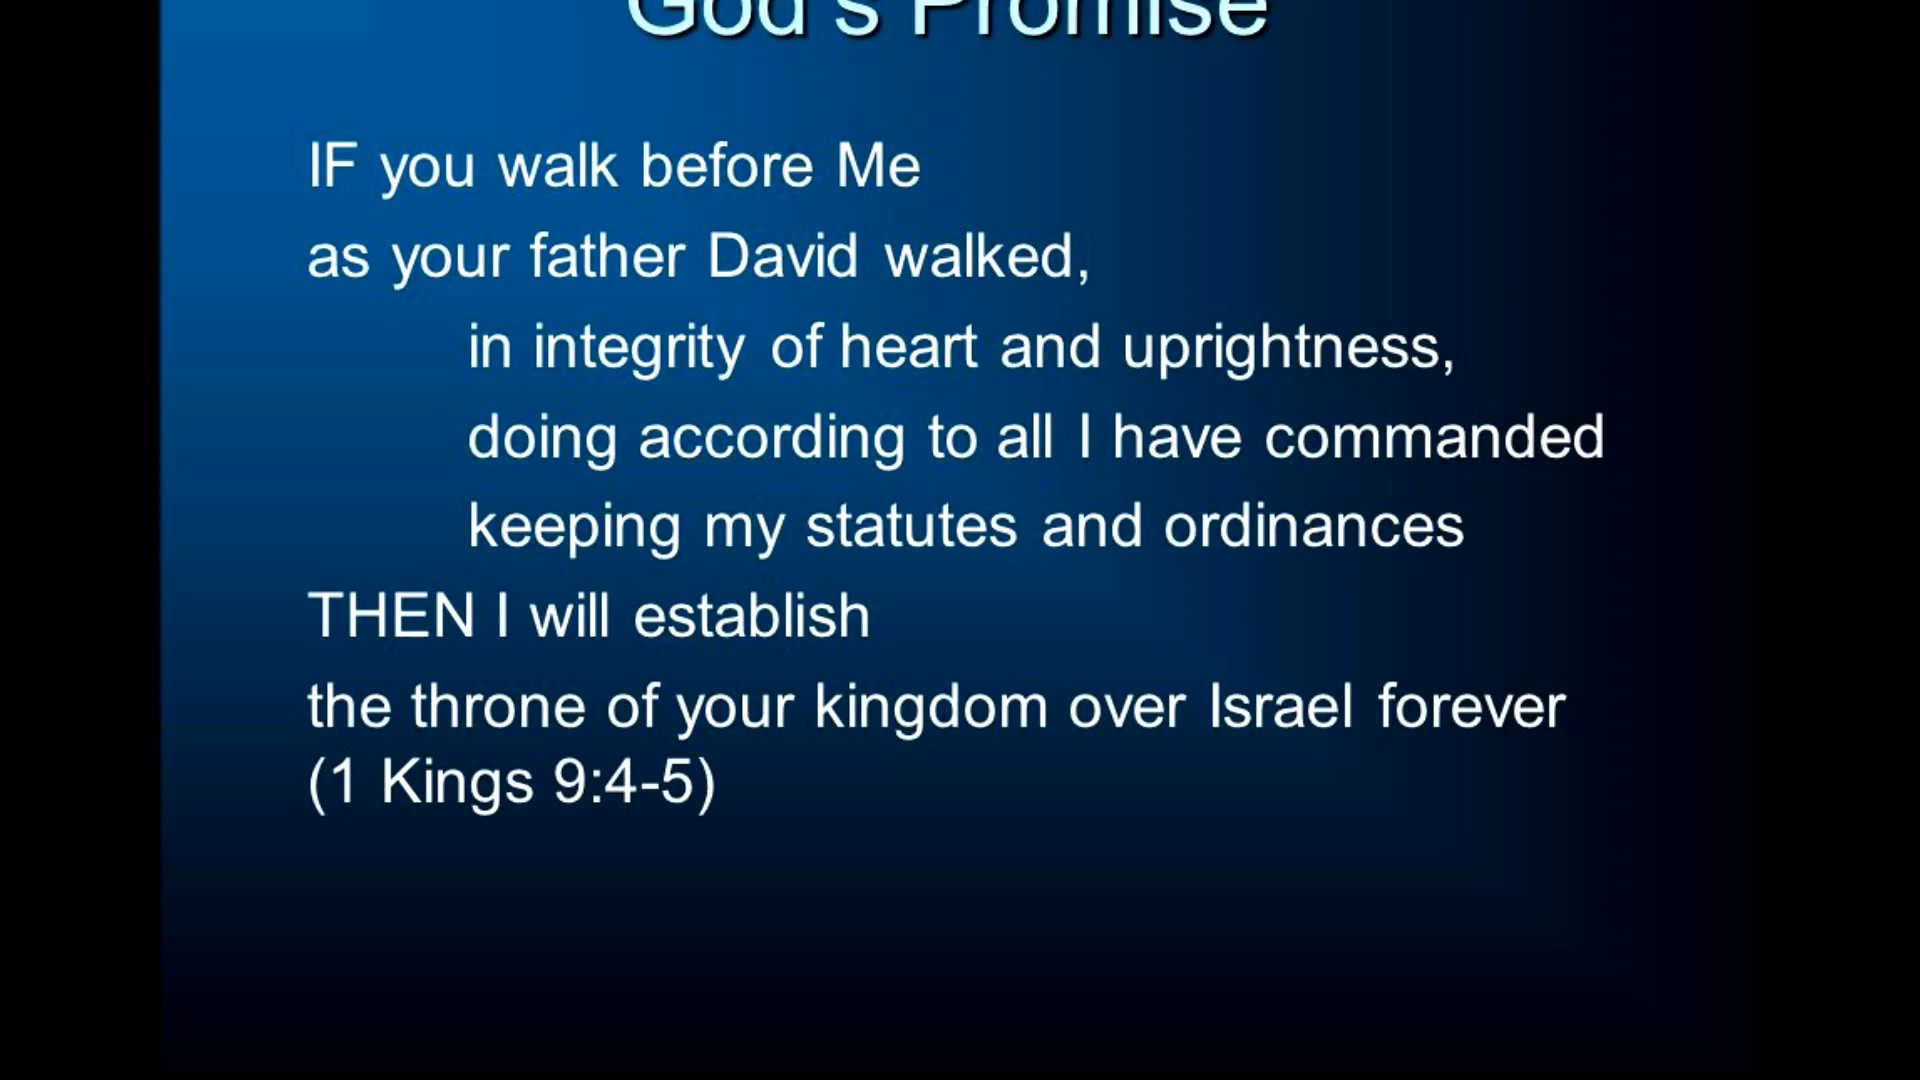 God's Promise
IF you walk before Me
as your father David walked,
in integrity of heart and uprightness,
doing according to all I have commanded
keeping my statutes and ordinances
THEN I will establish
the throne of your kingdom over Israel forever
(1 Kings 9:4-5)